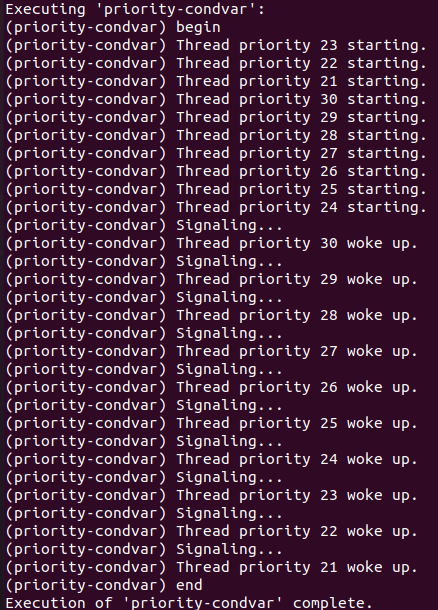 Executing 'priority-condvar':
(priority-condvar) begin
(priority-condvar) Thread priority 23 starting.
(priority-condvar) Thread priority 22 starting.
(priority-condvar) Thread priority 21 starting.
(priority-condvar) Thread priority 30 starting.
(priority-condvar) Thread priority 29 starting.
(priority-condvar) Thread priority 28 starting.
(priority-condvar) Thread priority 27 starting.
(priority-condvar) Thread priority 26 starting.
(priority-condvar) Thread priority 25 starting.
(priority-condvar) Thread priority 24 starting.
(priority-condvar) Signaling...
(priority-condvar) Thread priority 30 woke up.
(priority-condvar) Signaling...
(priority-condvar) Thread priority 29 woke up.
(priority-condvar) Signaling...
(priority-condvar) Thread priority 28 woke up.
(priority-condvar) Signaling...
(priority-condvar) Thread priority 27 woke up.
(priority-condvar) Signaling...
(priority-condvar) Thread priority 26 woke up.
(priority-condvar) Signaling...
(priority-condvar) Thread priority 25 woke up.
(priority-condvar) Signaling...
(priority-condvar) Thread priority 24 woke up.
(priority-condvar) Signaling...
(priority-condvar) Thread priority 23 woke up.
(priority-condvar) Signaling...
(priority-condvar) Thread priority 22 woke up.
(priority-condvar) Signaling...
(priority-condvar) Thread priority 21 woke up.
(priority-condvar) end
Execution of 'priority-condvar' complete.